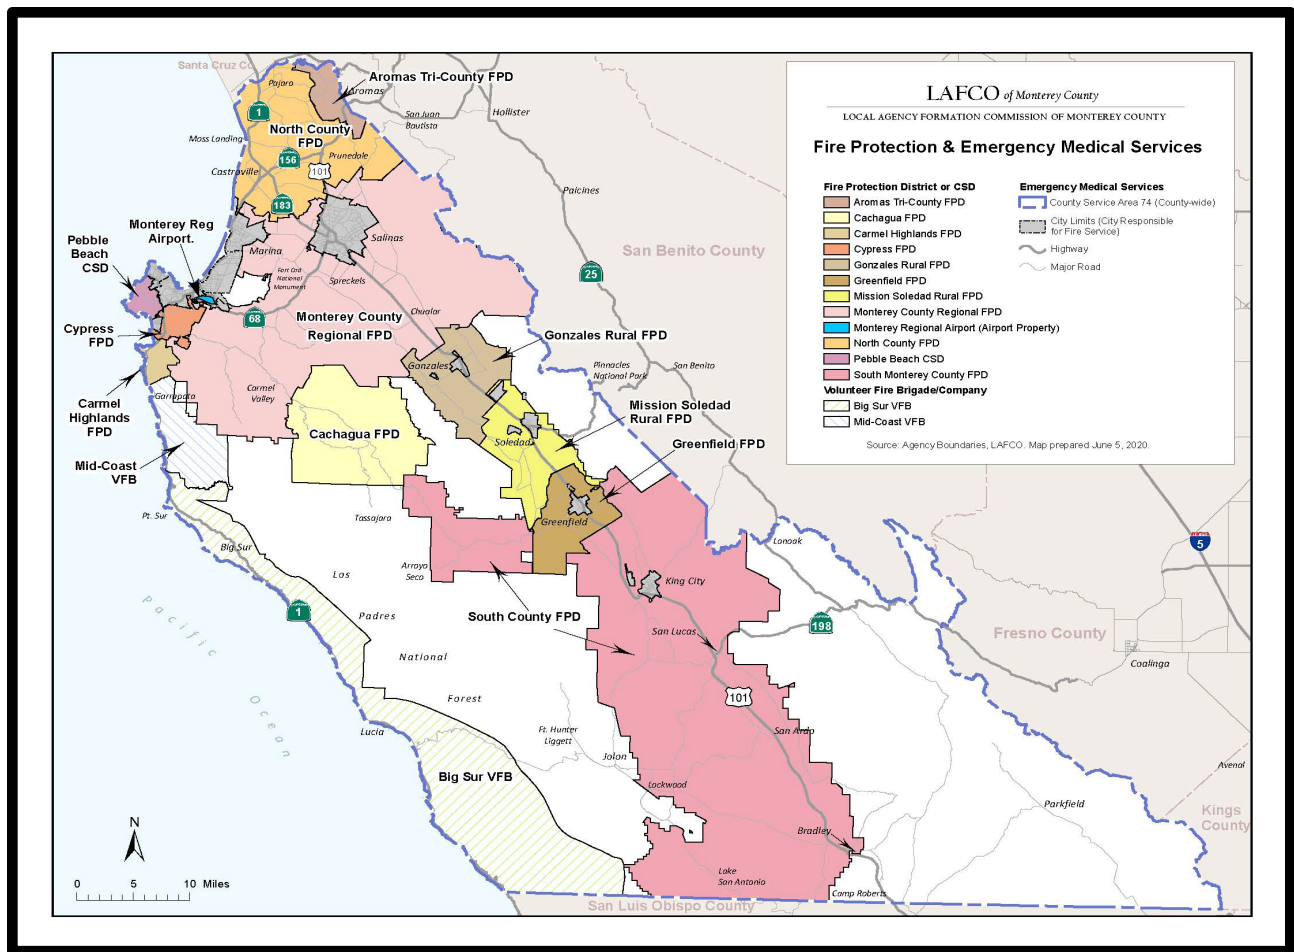 LAFCO of Monterey County
LOCAL AGENCY FORMATION COMMISSION OF MONTEREY COUNTY
Fire Protection & Emergency Medical Services
Fire Protection District or CSD
Aromas Tri-County FPD
Cachagua FPD
Carmel Highlands FPD
Cypress FPD
Gonzales Rural FPD
Greenfield FPD
Mission Soledad Rural FPD
Monterey County Regional FPD
Monterey Regional Airport (Airport Property)
North County FPD
Pebble Beach CSD
South Monterey County FPD
Volunteer Fire Brigade/Company
Big Sur VFB
Mid-Coast VFB
Emergency Medical Services
County Service Area 74 (County-wide)
City Limits (City Responsible
for Fire Service)
Highway
Major Road
Source: Agency Boundaries, LAFCO. Map prepared June 5, 2020.
Santa Cruz Co
Pajaro
Aromas Tri-County FPD
Aromas
1
San Juan
Bautista
Hollister
North County
FPD
Moss Landing
156
Prunedale
101
Castroville
183
Paicines
Monterey Reg
Airport.
Pebble
Beach
CSD
Marina
Salinas
San Benito County
Fort Ord
National
Monument
Spreckels
25
Cypress
FPD
68
Monterey County
Regional FPD
Chualar
Gonzales Rural FPD
Gonzales
Pinnacles
National Park
San Benito
Carmel
Highlands
FPD
Garrapata
Carmel
Valley
Mission Soledad
Rural FPD
Cachagua FPD
Soledad
Greenfield FPD
Mid-Coast
VFB
Pt. Sur
Tassajara
Greenfield
Big Sur
Lonoak
5
Los
Arroyo
Seco
King City
Pacific
Ocean
1
Padres
South County FPD
San Lucas
198
Fresno County
National
Coalinga
Forest
101
Lucia
Ft. Hunter
Liggett
San Ardo
Jolon
Avenal
Big Sur VFB
Lockwood
Parkfield
Kings
County
N
Bradley
Lake
San Antonio
0 5 10 Miles
Camp Roberts
San Luis Obispo County